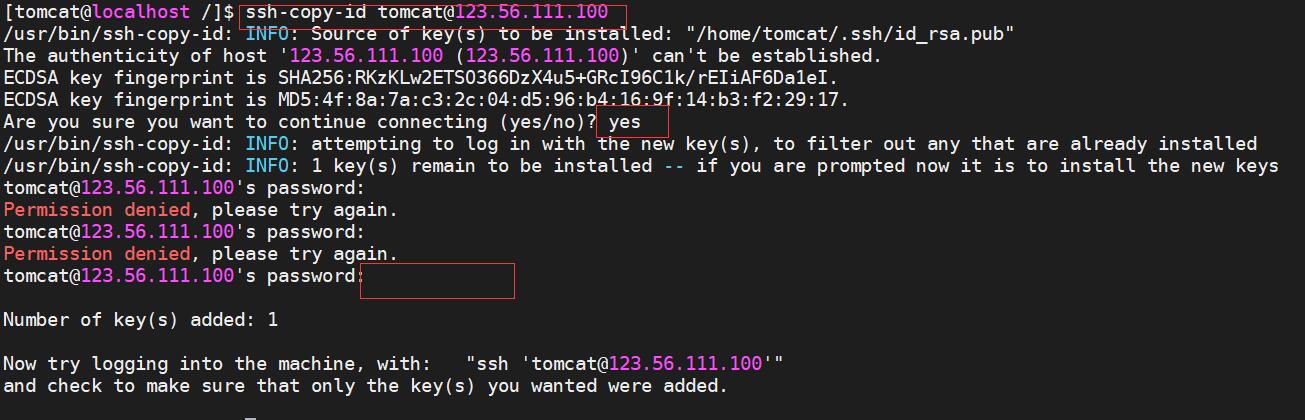 [tomcat@localhost /]$ ssh-copy-id tomcat@123.56.111.100
/usr/bin/ssh-copy-id: INFO: Source of key(s) to be installed: "/home/tomcat/.ssh/id_rsa.pub"
The authenticity of host '123.56.111.100 (123.56.111.100)' can't be established.
ECDSA key fingerprint is SHA256:RKzKLw2ETSO366DzX4u5+GRcI96C1k/rEIiAF6Da1eI.
ECDSA key fingerprint is MD5:4f:8a:7a:c3:2c:04:d5:96:b4:16:9f:14:b3:f2:29:17.
Are you sure you want to continue connecting (yes/no)? yes
/usr/bin/ssh-copy-id: INFO: attempting to log in with the new key(s), to filter out any that are already installed
/usr/bin/ssh-copy-id: INFO: 1 key(s) remain to be installed -- if you are prompted now it is to install the new keys
tomcat@123.56.111.100's password:
Permission denied, please try again.
tomcat@123.56.111.100's password:
Permission denied, please try again.
tomcat@123.56.111.100's password:
Number of key(s) added: 1
Now try logging into the machine, with:   "ssh 'tomcat@123.56.111.100'"
and check to make sure that only the key(s) you wanted were added.